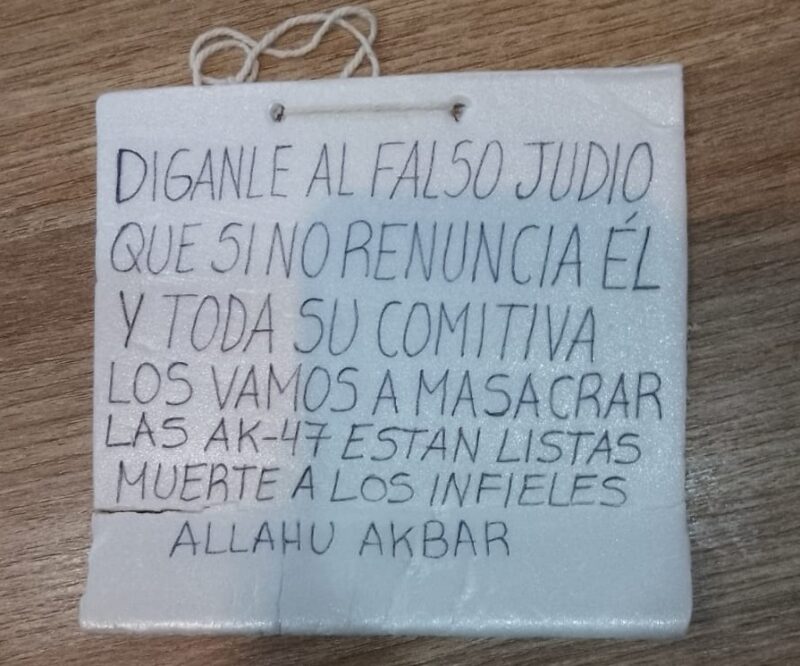 DIGANLE AL FALSO JUDIO
QUE SI NO RENUNCIA ÉL
Y TODA SU COMITIVA
LOS VAMOS A MASACRAR
LAS AK-47 ESTAN LISTAS
MUERTE A LOS INFIELES
ALLAHU AKBAR